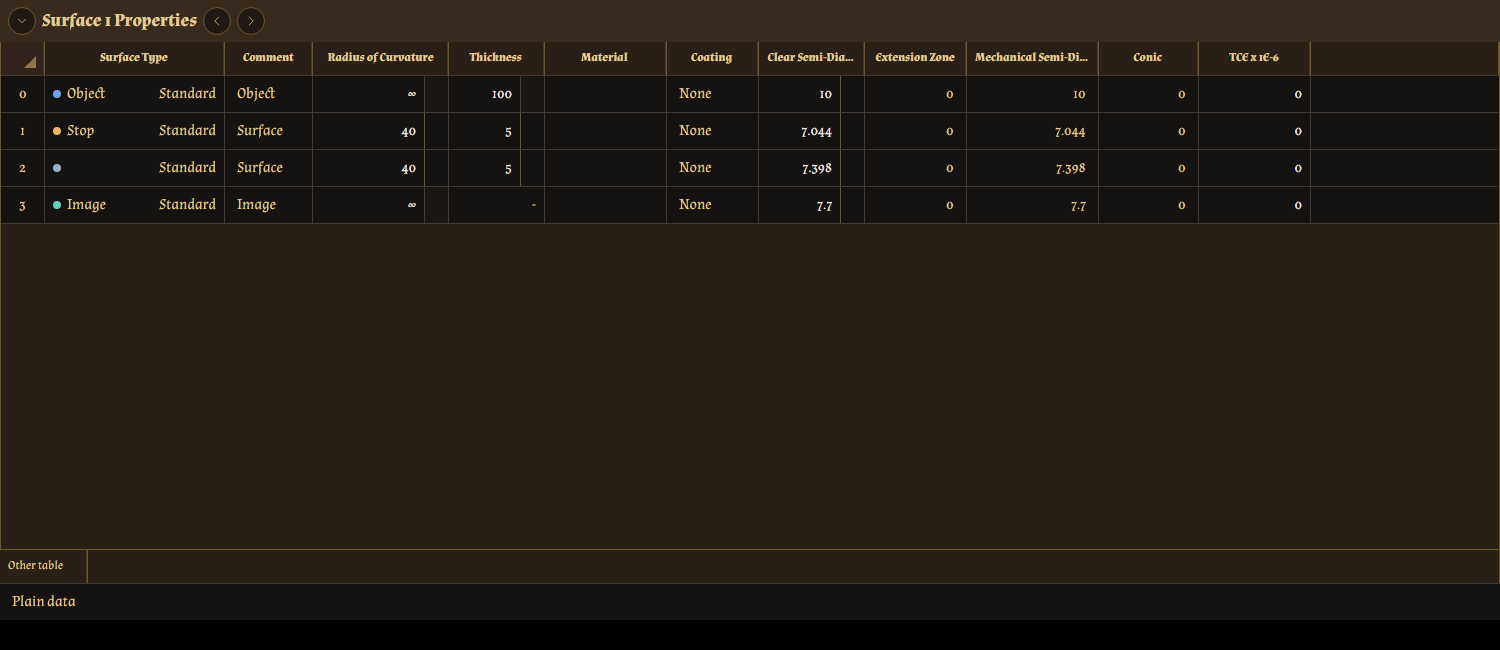 Surface 1 Properties
Surface Type Comment Radius of Curvature Thickness Material Coating Clear Semi-Dia... Extension Zone Mechanical Semi-Di... Conic TCE x 1E-6
0 Object Standard Object ∞ 100 None 10 0 10 0 0
1 Stop Standard Surface 40 5 None 7.044 0 7.044 0 0
2 Standard Surface 40 5 None 7.398 0 7.398 0 0
3 Image Standard Image ∞ - None 7.7 0 7.7 0 0
Other table
Plain data